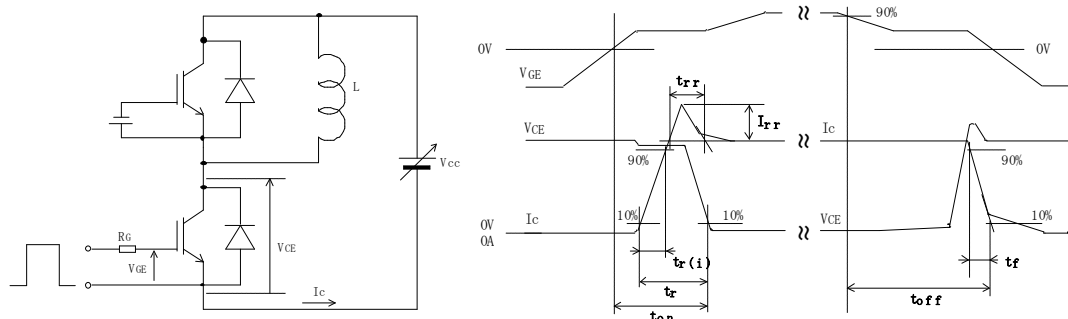 L
Vcc
RG
VGE
VCE
Ic
0V
VGE
VCE
0V
0A
Ic
90%
10%
trr
Irr
10%
tr(i)
tr
ton
90%
0V
Ic
90%
VCE
10%
tf
toff